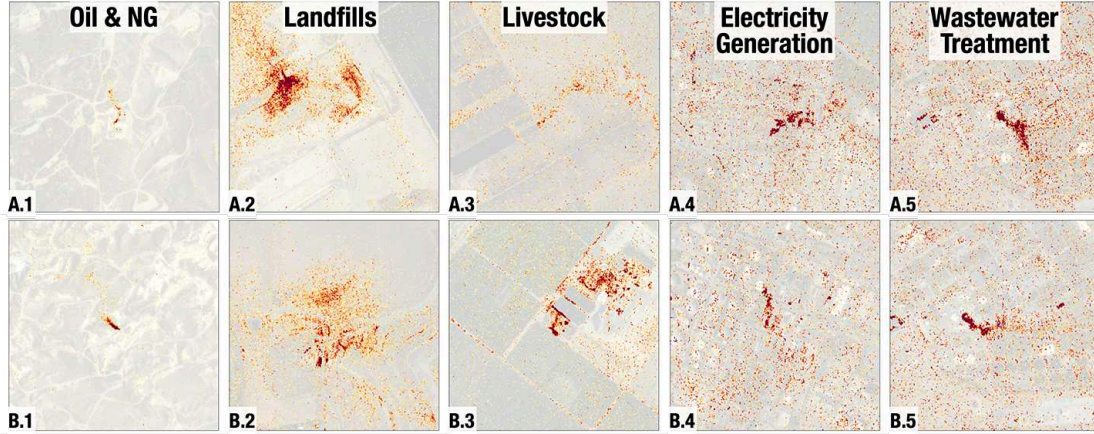 Oil & NG
Landfills
Livestock
Electricity
Generation
Wastewater
Treatment
A.1
A.2
A.3
A.4
A.5
B.1
B.2
B.3
B.4
B.5